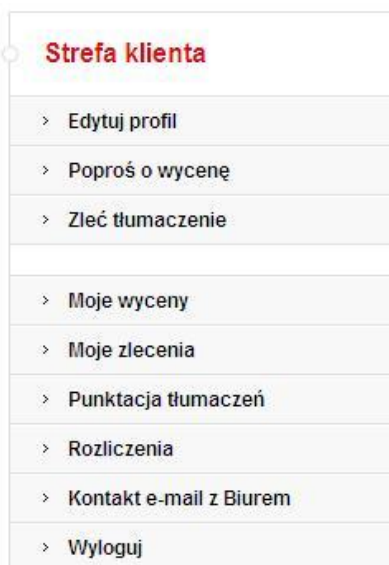 Strefa klienta
Edytuj profil
Poproś o wycenę
Zleć tłumaczenie
Moje wyceny
Moje zlecenia
Punktacja tłumaczeń
Rozliczenia
Kontakt e-mail z Biurem
Wyloguj